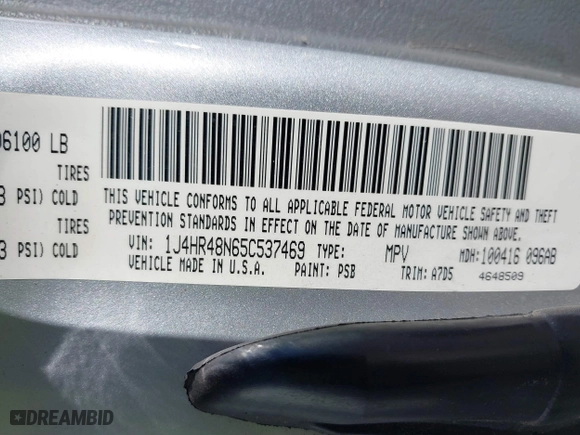 06100 LB
TIRES
PSI) COLD
TIRES
PSI) COLD
THIS VEHICLE CONFORMS TO ALL APPLICABLE FEDERAL MOTOR VEHICLE SAFETY AND THEFT
PREVENTION STANDARDS IN EFFECT ON THE DATE OF MANUFACTURE SHOWN ABOVE.
VIN: 1J4HR48N65C537469 TYPE: MPV MDH:100416 096AB
VEHICLE MADE IN U.S.A. PAINT: PSB TRIM: A7D5 4648509
DREAMBID